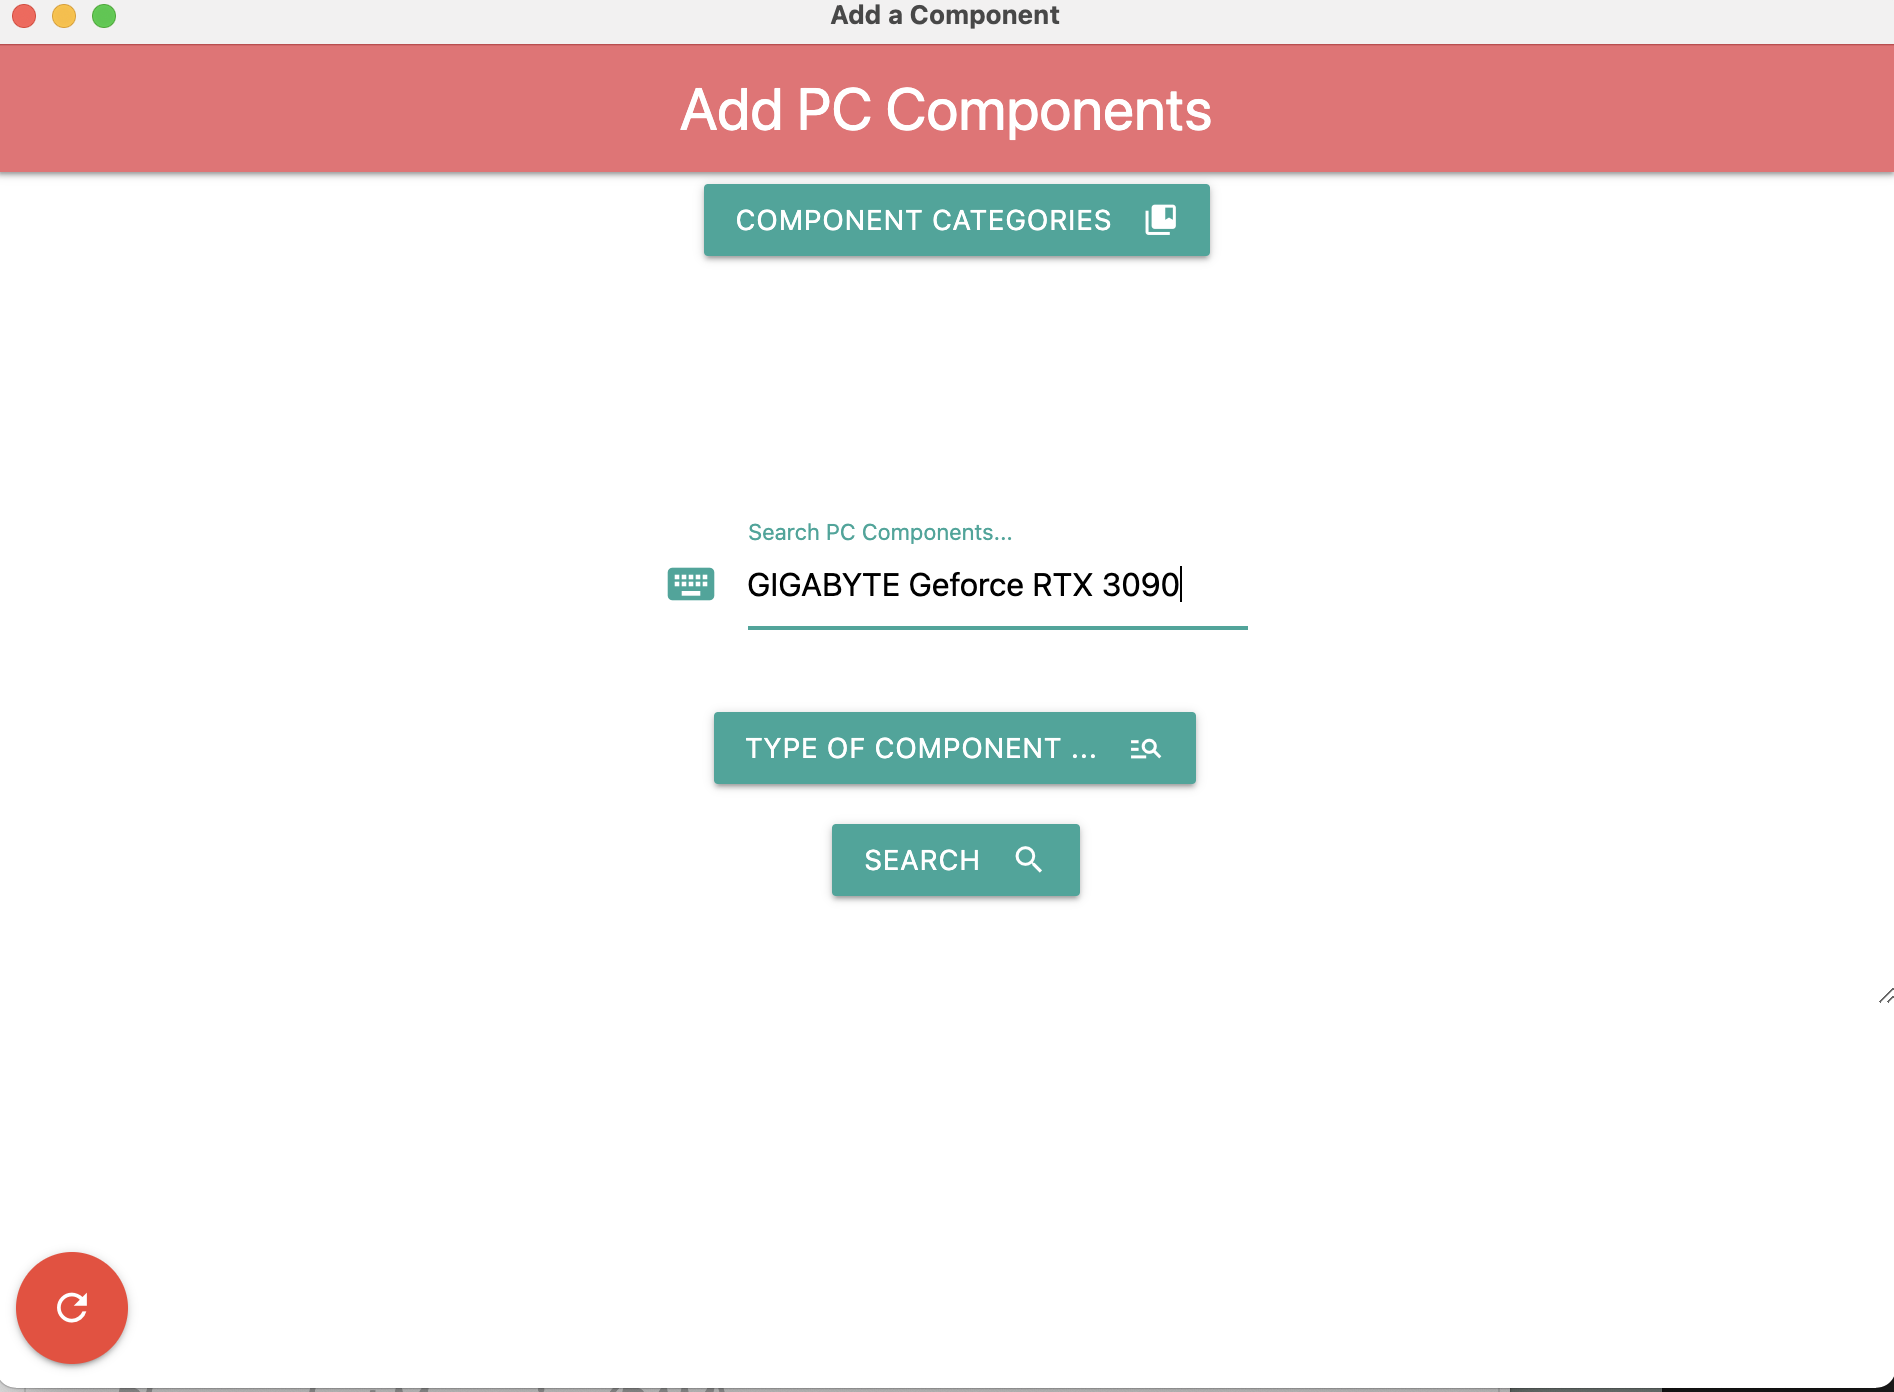 Add a Component
Add PC Components
COMPONENT CATEGORIES
Search PC Components...
GIGABYTE Geforce RTX 3090
TYPE OF COMPONENT ...
SEARCH